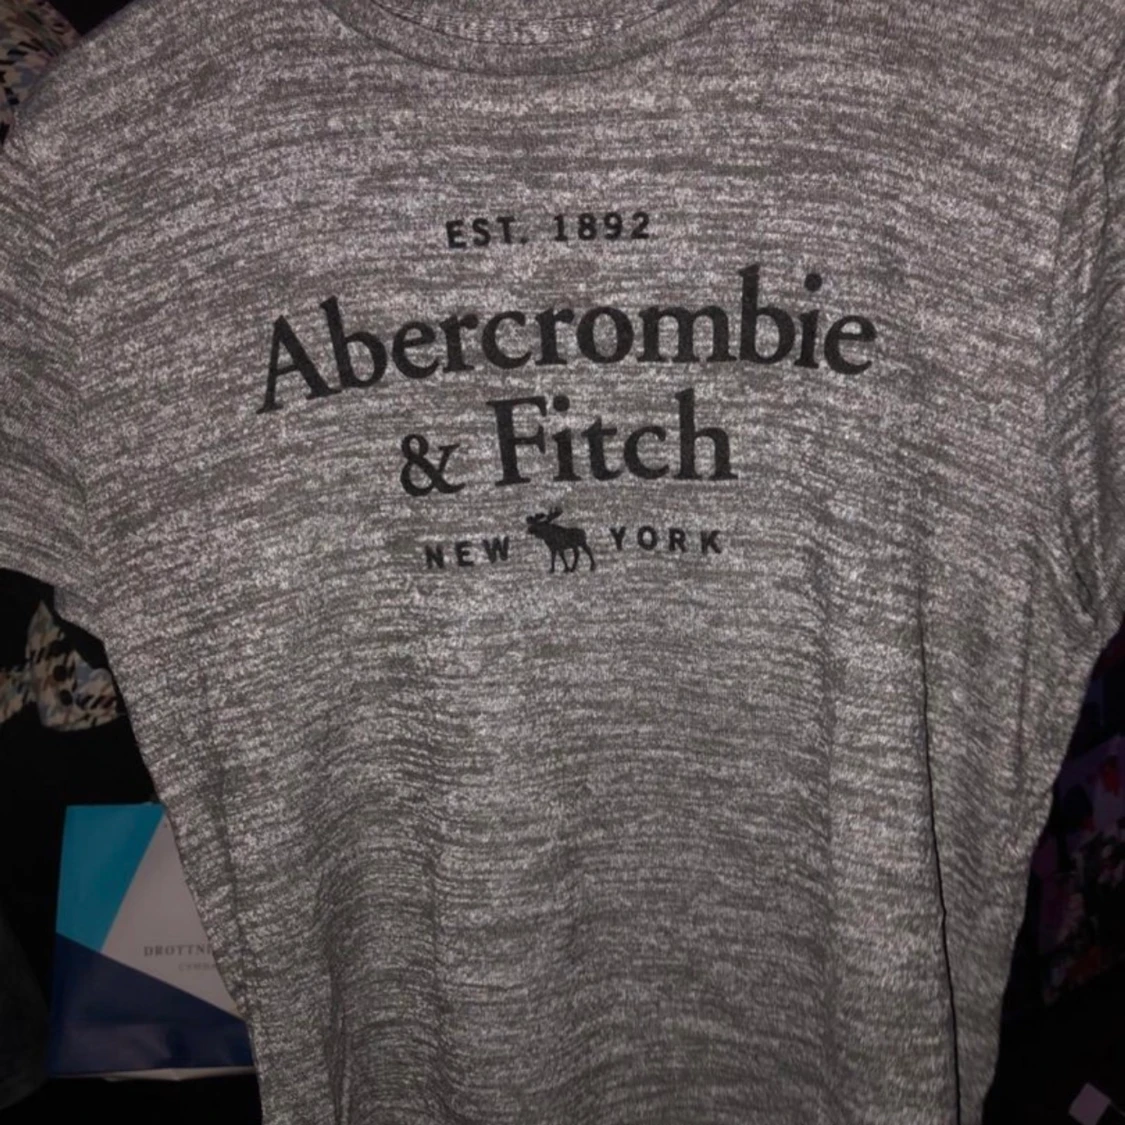 EST. 1892
Abercrombie
& Fitch
NEW YORK